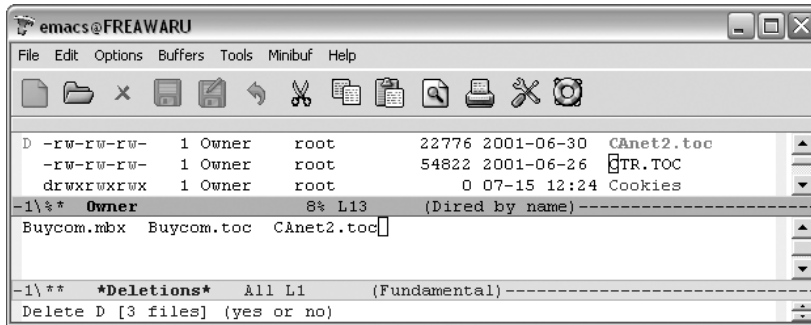 emacs@FREAWARU
File Edit Options Buffers Tools Minibuf Help
D -rw-rw-rw- 1 Owner root 22776 2001-06-30 CAnet2.toc
-rw-rw-rw- 1 Owner root 54822 2001-06-26 CTR.TOC
drwxrwxrwx 1 Owner root 0 07-15 12:24 Cookies
-1\%* Owner 8% L13 (Dired by name)--------------------
Buycom.mbx Buycom.toc CAnet2.toc
-1\** *Deletions* All L1 (Fundamental)---------------------------
Delete D [3 files] (yes or no)